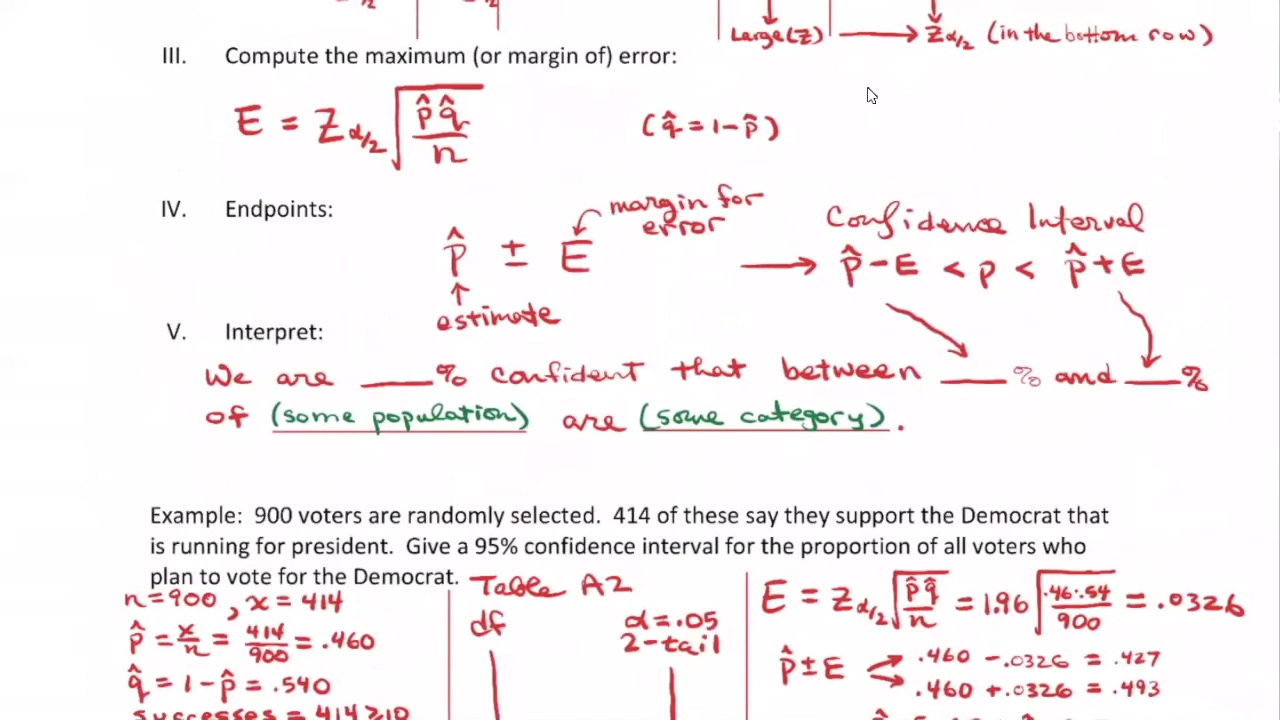 Large(Z) → Zα/2 (in the bottom row)
III. Compute the maximum (or margin of) error:
E = Zα/2 √(p̂q̂/n) (q̂ = 1-p̂)
IV. Endpoints:
margin for error
p̂ ± E
estimate
Confidence Interval
→ p̂-E < p < p̂+E
V. Interpret:
We are ___% confident that between ___% and ___%
of (some population) are (some category).
Example: 900 voters are randomly selected. 414 of these say they support the Democrat that
is running for president. Give a 95% confidence interval for the proportion of all voters who
plan to vote for the Democrat.
n=900, x=414
p̂ = x/n = 414/900 = .460
q̂ = 1-p̂ = .540
successes = 414≥10
Table A2
df
α=.05
2-tail
E = Zα/2 √(p̂q̂/n) = 1.96 √(.46·.54/900) = .0326
p̂±E
.460 -.0326 = .427
.460 +.0326 = .493